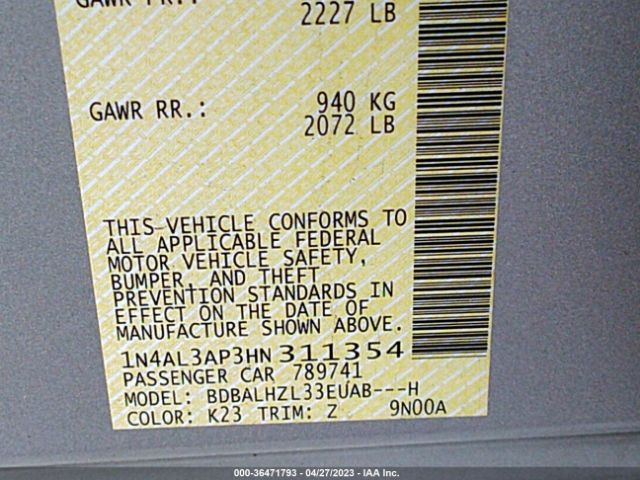 GAWR FR.:
2227 LB
GAWR RR.: 940 KG
2072 LB
THIS VEHICLE CONFORMS TO
ALL APPLICABLE FEDERAL
MOTOR VEHICLE SAFETY,
BUMPER, AND THEFT
PREVENTION STANDARDS IN
EFFECT ON THE DATE OF
MANUFACTURE SHOWN ABOVE.
1N4AL3AP3HN311354
PASSENGER CAR 789741
MODEL: BDBALHZL33EUAB---H
COLOR: K23 TRIM: Z 9N00A
000-36471793 - 04/27/2023 - IAA Inc.